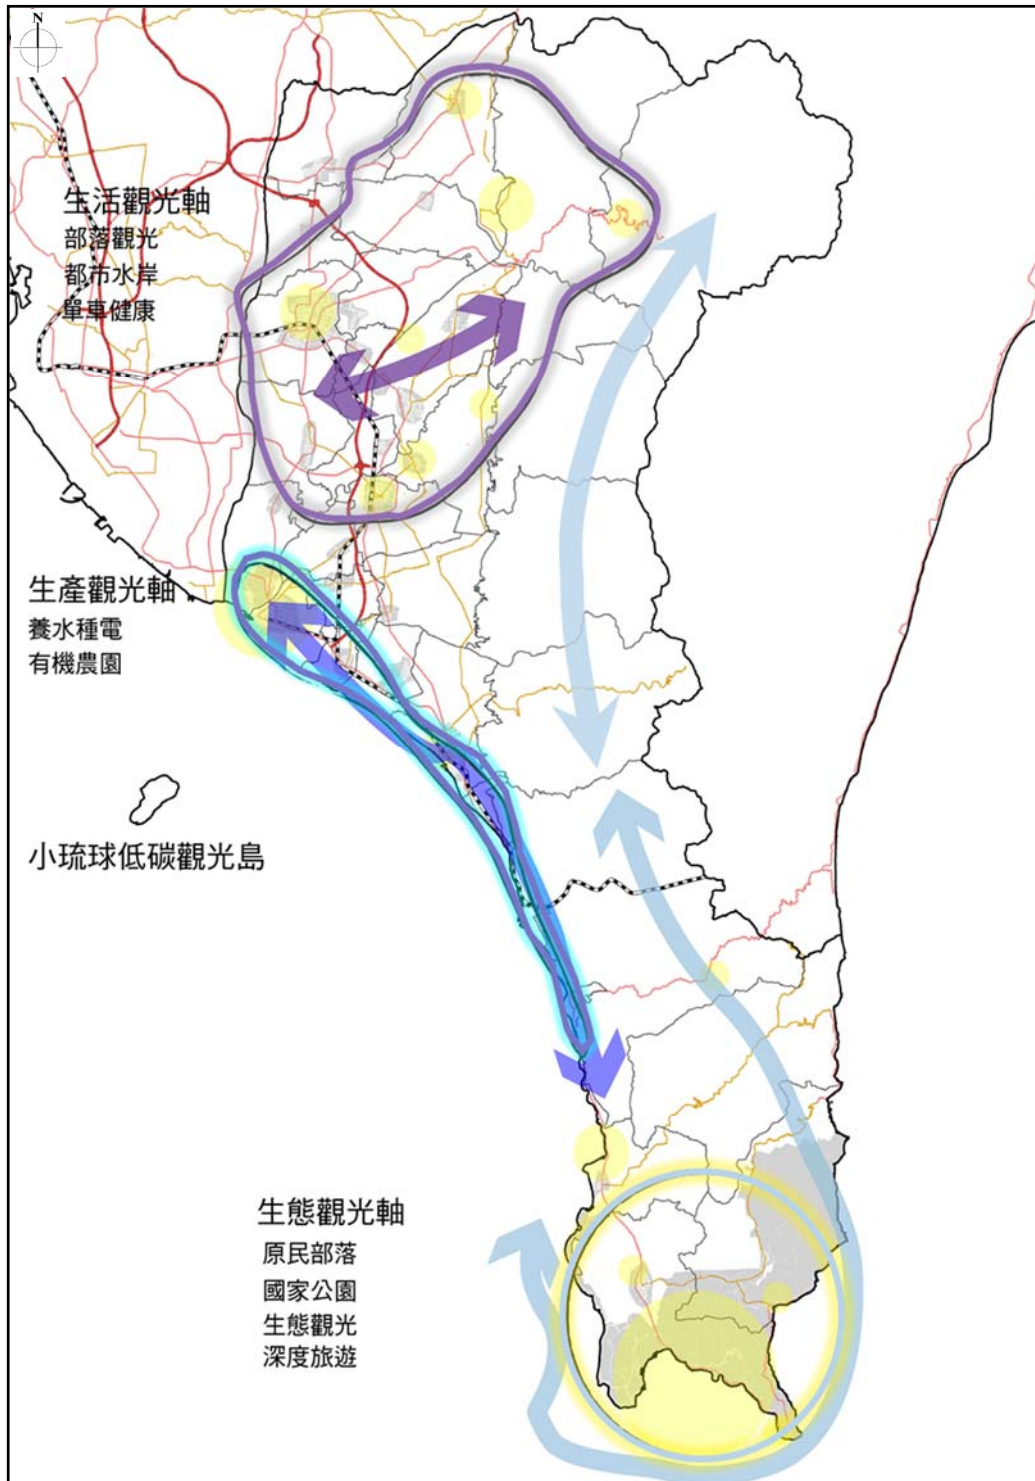 N
生活觀光軸
部落觀光
都市水岸
單車健康
生產觀光軸
養水種電
有機農園
小琉球低碳觀光島
生態觀光軸
原民部落
國家公園
生態觀光
深度旅遊